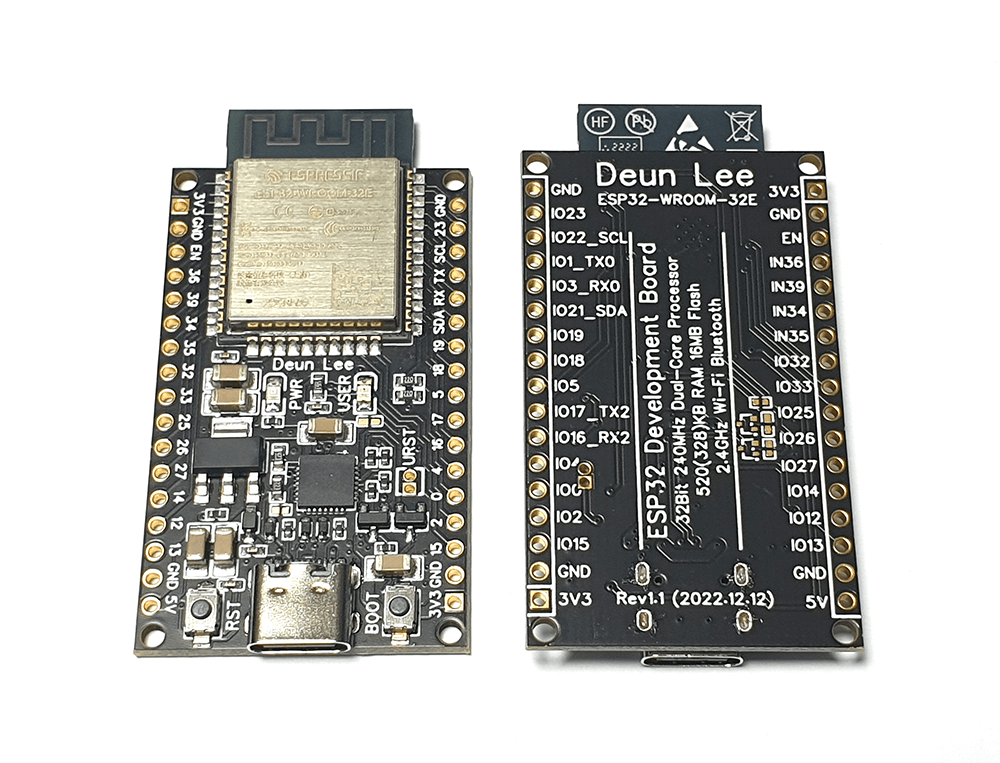 ESPRESSIF
ESP32-WROOM-32E
3V3
GND
EN
36
39
34
35
32
33
25
26
27
14
12
13
GND
5V
GND
23
SCL
TX
RX
SDA
19
18
5
17
16
4
0
2
15
GND
3V3
Deun Lee
PWR
USER
URST
RST
BOOT
HF
Pb
2222
Deun Lee
ESP32-WROOM-32E
GND
IO23
IO22_SCL
IO1_TX0
IO3_RX0
IO21_SDA
IO19
IO18
IO5
IO17_TX2
IO16_RX2
IO4
IO0
IO2
IO15
GND
3V3
ESP32 Development Board
32Bit 240MHz Dual-Core Processor
520(328)KB RAM 16MB Flash
2.4GHz Wi-Fi Bluetooth
3V3
GND
EN
IN36
IN39
IN34
IN35
IO32
IO33
IO25
IO26
IO27
IO14
IO12
IO13
GND
5V
Rev1.1 (2022.12.12)